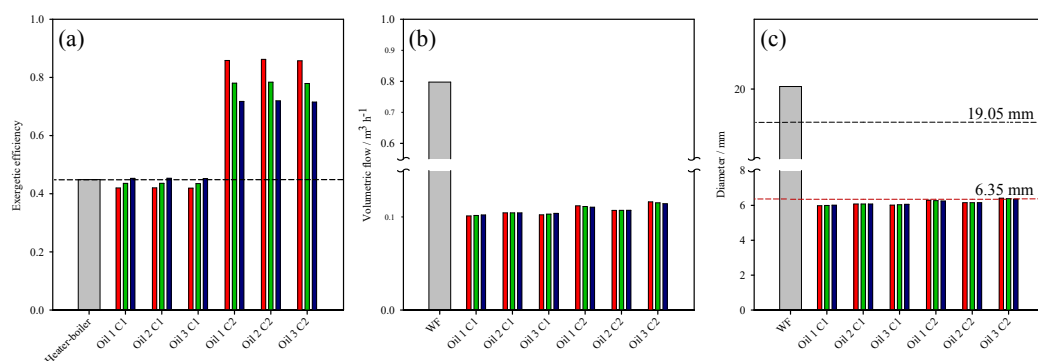 (a)
Exergetic efficiency
1.0
0.8
0.6
0.4
0.2
0.0
Heater-boiler
Oil 1 C1
Oil 2 C1
Oil 3 C1
Oil 1 C2
Oil 2 C2
Oil 3 C2
(b)
Volumetric flow / m³ h⁻¹
1.0
0.9
0.8
0.7
0.6
0.1
0.0
WF
Oil 1 C1
Oil 2 C1
Oil 3 C1
Oil 1 C2
Oil 2 C2
Oil 3 C2
(c)
Diameter / mm
20
8
6
4
2
0
19.05 mm
6.35 mm
WF
Oil 1 C1
Oil 2 C1
Oil 3 C1
Oil 1 C2
Oil 2 C2
Oil 3 C2